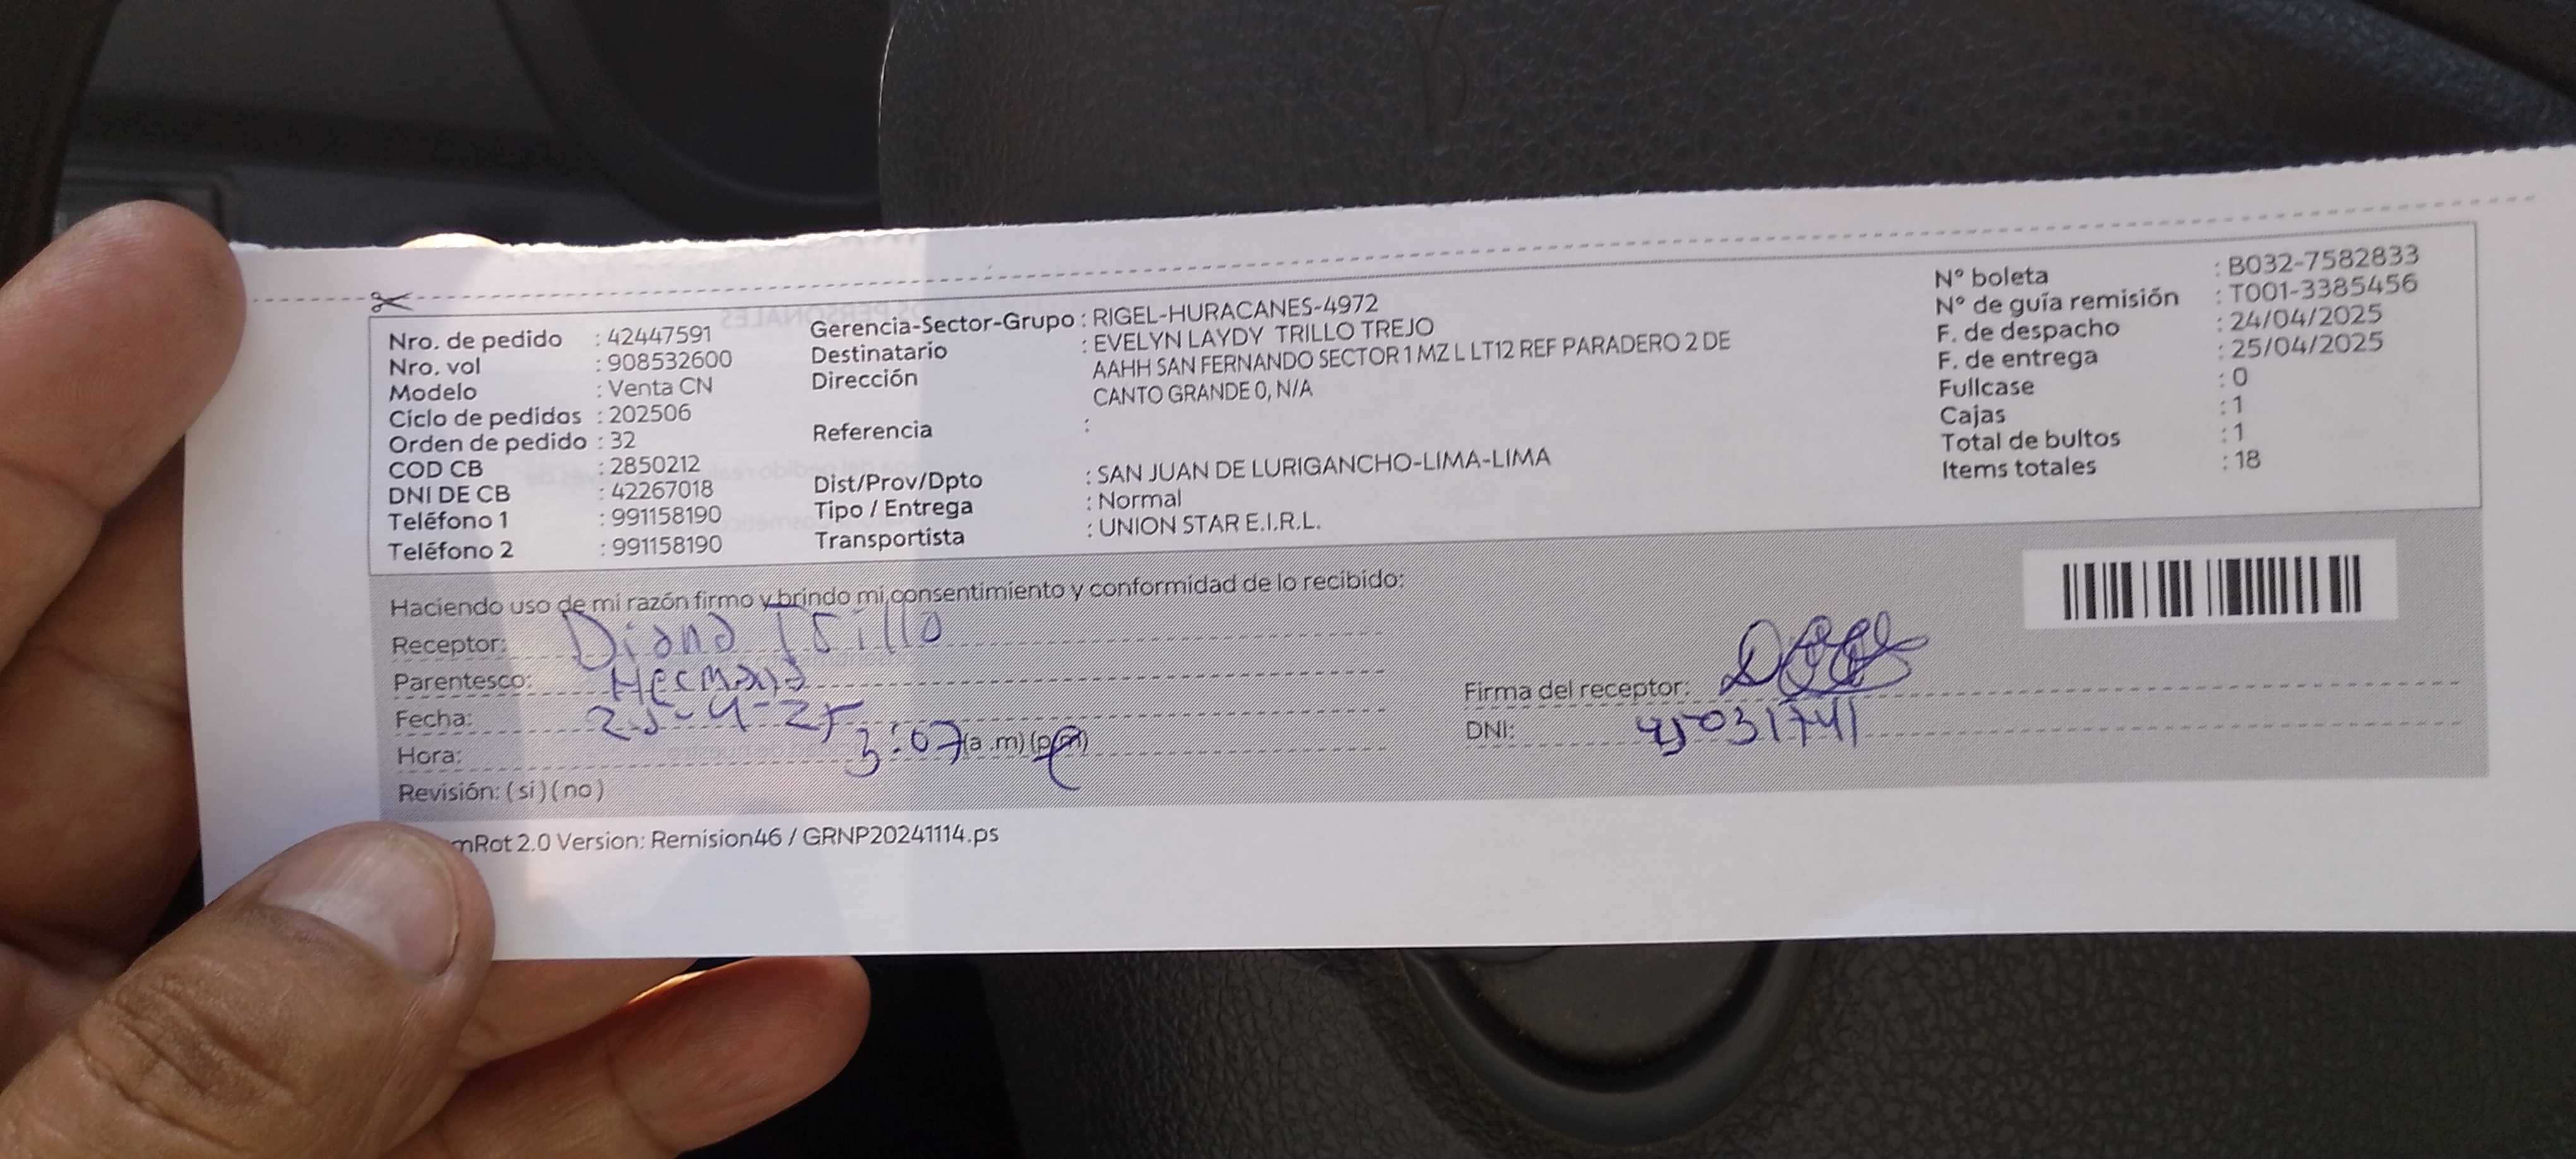 Nro. de pedido : 42447591
Nro. vol : 908532600
Modelo : Venta CN
Ciclo de pedidos : 202506
Orden de pedido : 32
COD CB : 2850212
DNI DE CB : 42267018
Teléfono 1 : 991158190
Teléfono 2 : 991158190
Gerencia-Sector-Grupo : RIGEL-HURACANES-4972
Destinatario : EVELYN LAYDY TRILLO TREJO
Dirección AAHH SAN FERNANDO SECTOR 1 MZ L LT12 REF PARADERO 2 DE
CANTO GRANDE 0, N/A
Referencia :
Dist/Prov/Dpto : SAN JUAN DE LURIGANCHO-LIMA-LIMA
Tipo / Entrega : Normal
Transportista : UNION STAR E.I.R.L.
N° boleta : B032-7582833
N° de guía remisión : T001-3385456
F. de despacho : 24/04/2025
F. de entrega : 25/04/2025
Fullcase : 0
Cajas : 1
Total de bultos : 1
Items totales : 18
Haciendo uso de mi razón firmo y brindo mi consentimiento y conformidad de lo recibido:
Receptor: Diana Trillo
Parentesco: Hermana
Fecha: 25-4-25
Hora: 3:07 (a.m) (p.m)
Revisión: (si) (no)
Firma del receptor:
DNI: 45031741
mRot 2.0 Version: Remision46 / GRNP20241114.ps